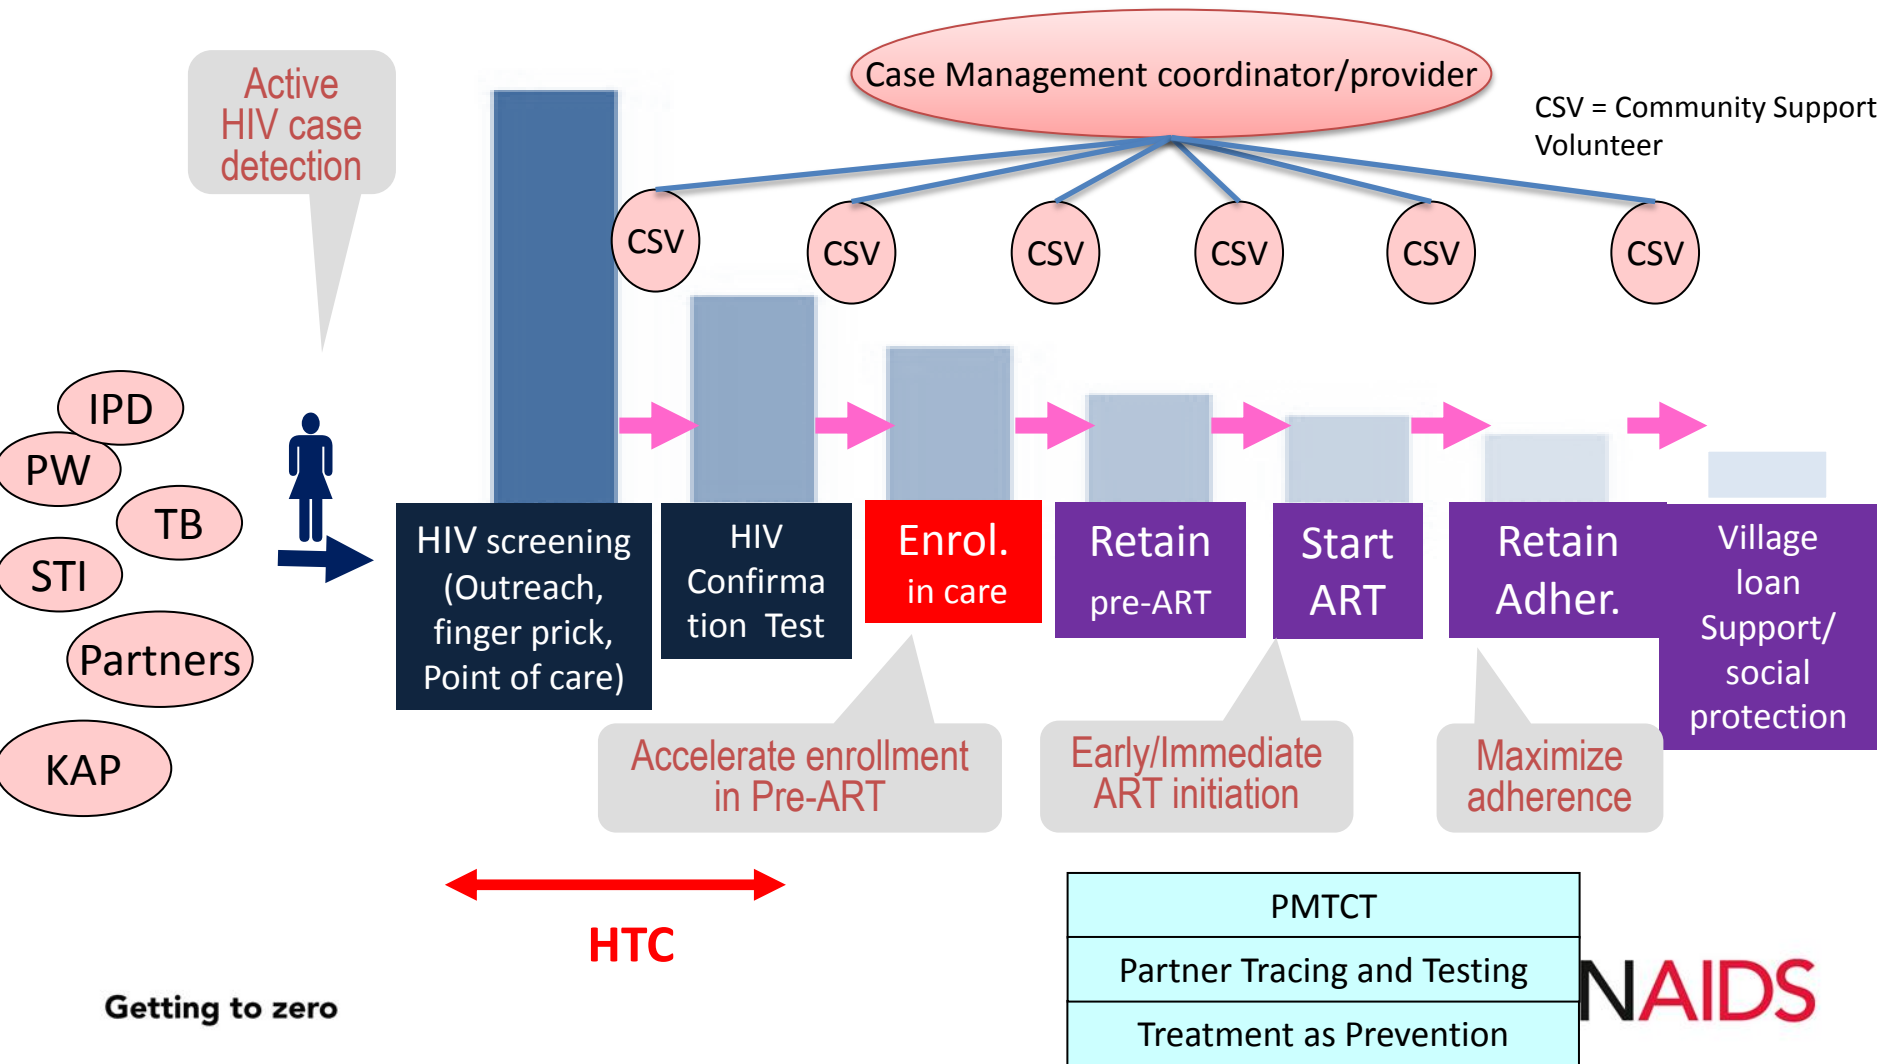 Case Management coordinator/provider
CSV = Community Support
Volunteer
Active
HIV case
detection
CSV
CSV
CSV
CSV
CSV
CSV
IPD
PW
TB
STI
Partners
KAP
HIV screening
(Outreach,
finger prick,
Point of care)
HIV
Confirma
tion Test
Enrol.
in care
Retain
pre-ART
Start
ART
Retain
Adher.
Village
loan
Support/
social
protection
Accelerate enrollment
in Pre-ART
Early/Immediate
ART initiation
Maximize
adherence
HTC
PMTCT
Partner Tracing and Testing
Treatment as Prevention
Getting to zero
NAIDS